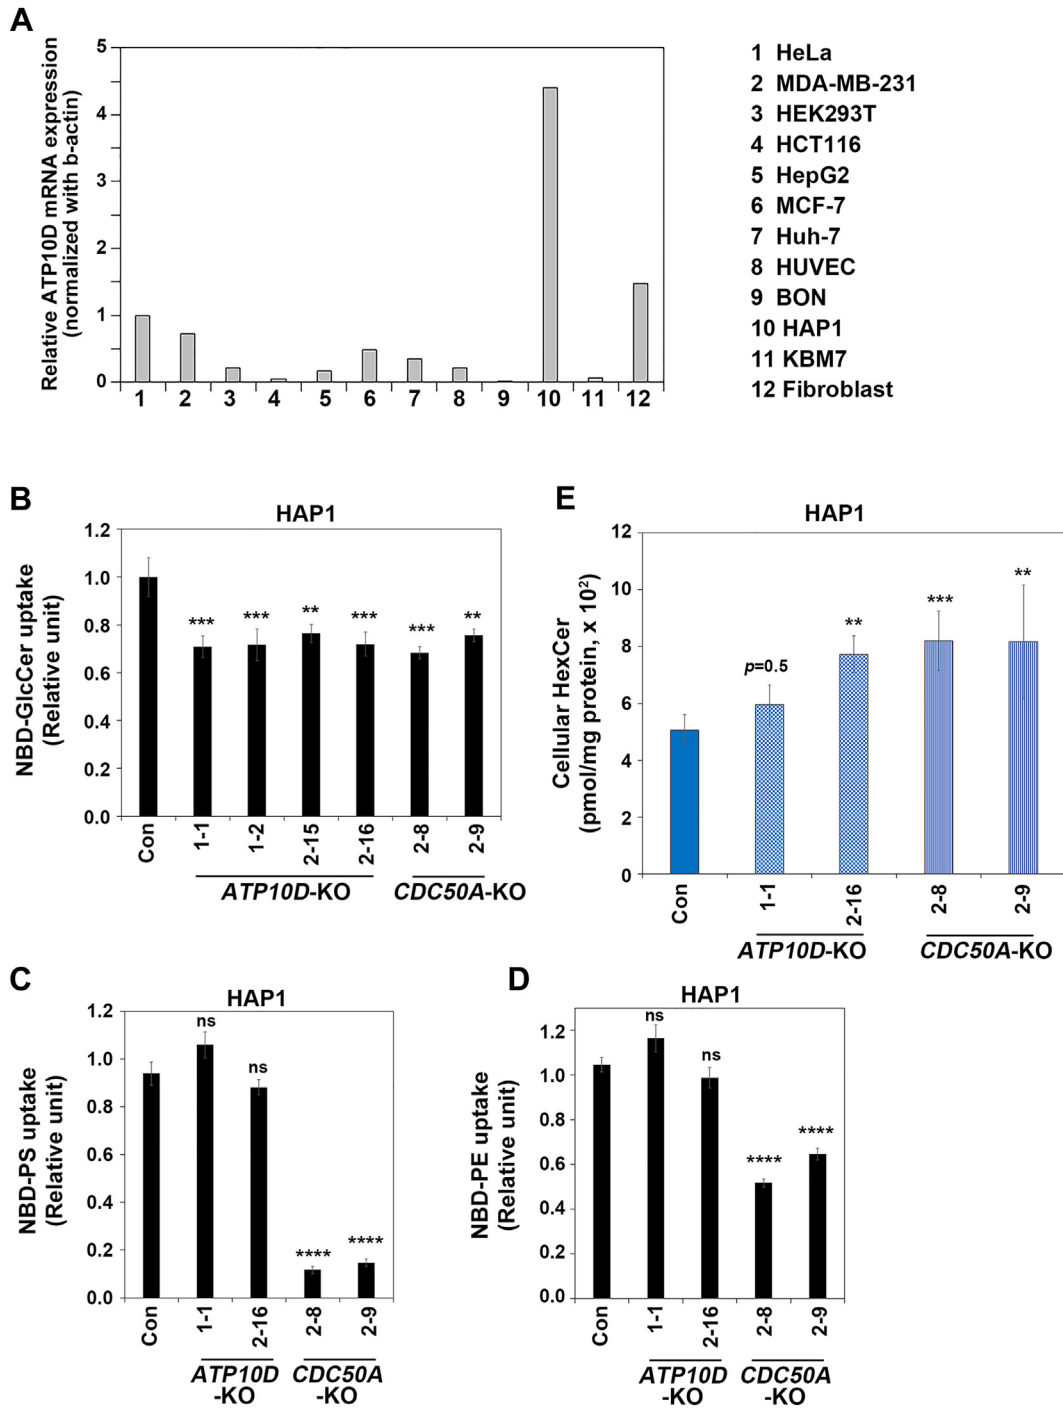 A
Relative ATP10D mRNA expression
(normalized with b-actin)
5
4
3
2
1
0
1 2 3 4 5 6 7 8 9 10 11 12
1 HeLa
2 MDA-MB-231
3 HEK293T
4 HCT116
5 HepG2
6 MCF-7
7 Huh-7
8 HUVEC
9 BON
10 HAP1
11 KBM7
12 Fibroblast
B
HAP1
NBD-GlcCer uptake
(Relative unit)
1.2
1.0
0.8
0.6
0.4
0.2
0.0
*** *** ** *** *** **
Con 1-1 1-2 2-15 2-16 2-8 2-9
ATP10D-KO CDC50A-KO
E
HAP1
Cellular HexCer
(pmol/mg protein, x 10²)
12
10
8
6
4
2
0
p=0.5 ** *** **
Con 1-1 2-16 2-8 2-9
ATP10D-KO CDC50A-KO
C
HAP1
NBD-PS uptake
(Relative unit)
1.2
1.0
0.8
0.6
0.4
0.2
0.0
ns ns **** ****
Con 1-1 2-16 2-8 2-9
ATP10D CDC50A
-KO -KO
D
HAP1
NBD-PE uptake
(Relative unit)
1.2
1.0
0.8
0.6
0.4
0.2
0.0
ns ns **** ****
Con 1-1 2-16 2-8 2-9
ATP10D CDC50A
-KO -KO